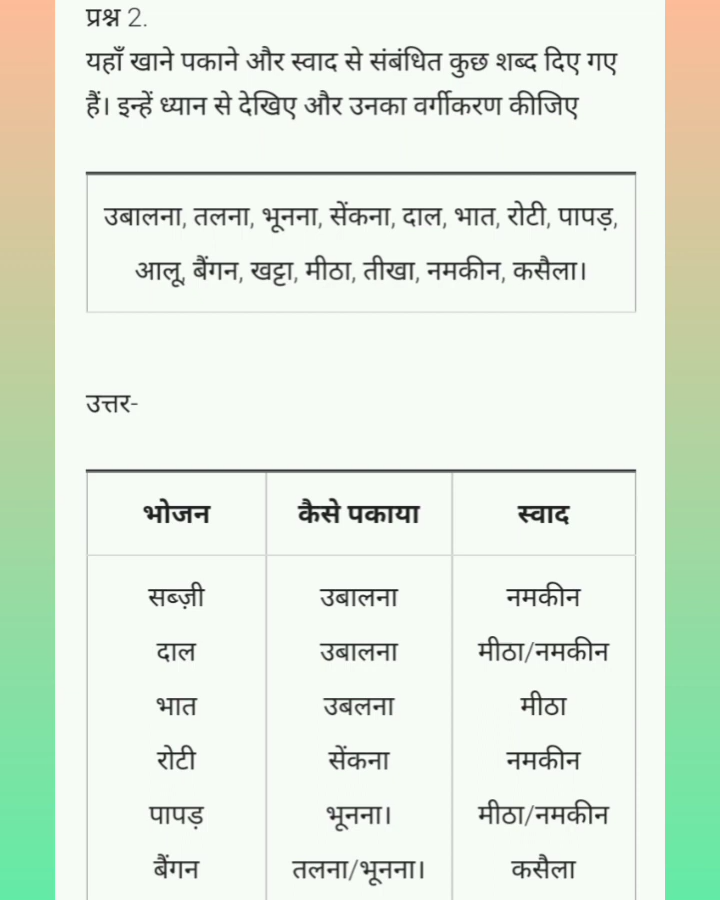 प्रश्न 2.
यहाँ खाने पकाने और स्वाद से संबंधित कुछ शब्द दिए गए
हैं। इन्हें ध्यान से देखिए और उनका वर्गीकरण कीजिए
उबालना, तलना, भूनना, सेंकना, दाल, भात, रोटी, पापड़,
आलू, बैंगन, खट्टा, मीठा, तीखा, नमकीन, कसैला।
उत्तर-
भोजन कैसे पकाया स्वाद
सब्ज़ी उबालना नमकीन
दाल उबालना मीठा/नमकीन
भात उबलना मीठा
रोटी सेंकना नमकीन
पापड़ भूनना। मीठा/नमकीन
बैंगन तलना/भूनना। कसैला